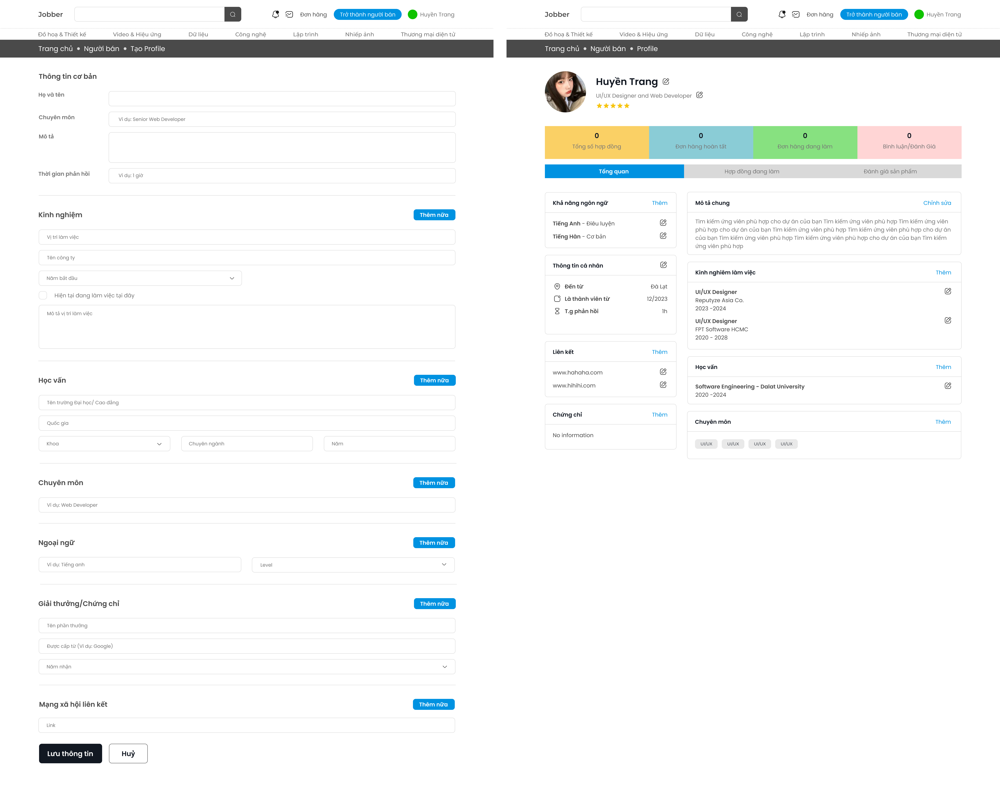 Jobber
Đơn hàng
Trở thành người bán
Huyền Trang
Đồ hoạ & Thiết kế
Video & Hiệu ứng
Dữ liệu
Công nghệ
Lập trình
Nhiếp ảnh
Thương mại điện tử
Trang chủ • Người bán • Tạo Profile
Thông tin cơ bản
Họ và tên
Chuyên môn
Ví dụ: Senior Web Developer
Mô tả
Thời gian phản hồi
Ví dụ: 1 giờ
Kinh nghiệm
Thêm nữa
Vị trí làm việc
Tên công ty
Năm bắt đầu
Hiện tại đang làm việc tại đây
Mô tả vị trí làm việc
Học vấn
Thêm nữa
Tên trường Đại học/ Cao đẳng
Quốc gia
Khoa
Chuyên ngành
Năm
Chuyên môn
Thêm nữa
Ví dụ: Web Developer
Ngoại ngữ
Thêm nữa
Ví dụ: Tiếng anh
Level
Giải thưởng/Chứng chỉ
Thêm nữa
Tên phần thưởng
Được cấp từ (Ví dụ: Google)
Năm nhận
Mạng xã hội liên kết
Thêm nữa
Link
Lưu thông tin
Huỷ
Jobber
Đơn hàng
Trở thành người bán
Huyền Trang
Đồ hoạ & Thiết kế
Video & Hiệu ứng
Dữ liệu
Công nghệ
Lập trình
Nhiếp ảnh
Thương mại diện tử
Trang chủ • Người bán • Profile
Huyền Trang
UI/UX Designer and Web Developer
0
Tổng số hợp đồng
0
Đơn hàng hoàn tất
0
Đơn hàng đang làm
0
Bình luận/Đánh Giá
Tổng quan
Hợp đồng đang làm
Đánh giá sản phẩm
Khả năng ngôn ngữ
Thêm
Tiếng Anh - Điêu luyện
Tiếng Hàn - Cơ bản
Thông tin cá nhân
Đến từ
Đà Lạt
Là thành viên từ
12/2023
T.g phản hồi
1h
Liên kết
Thêm
www.hahaha.com
www.hihihi.com
Chứng chỉ
Thêm
No information
Mô tả chung
Chỉnh sửa
Tìm kiếm ứng viên phù hợp cho dự án của bạn Tìm kiếm ứng viên phù hợp Tìm kiếm ứng viên
phù hợp cho dự án của bạn Tìm kiếm ứng viên phù hợp Tìm kiếm ứng viên phù hợp cho dự án
của bạn Tìm kiếm ứng viên phù hợp Tìm kiếm ứng viên phù hợp cho dự án của bạn Tìm kiếm
ứng viên phù hợp
Kinh nghiêm làm việc
Thêm
UI/UX Designer
Reputyze Asia Co.
2023 -2024
UI/UX Designer
FPT Software HCMC
2020 - 2028
Học vấn
Thêm
Software Engineering - Dalat University
2020 -2024
Chuyên môn
Thêm
UI/UX
UI/UX
UI/UX
UI/UX